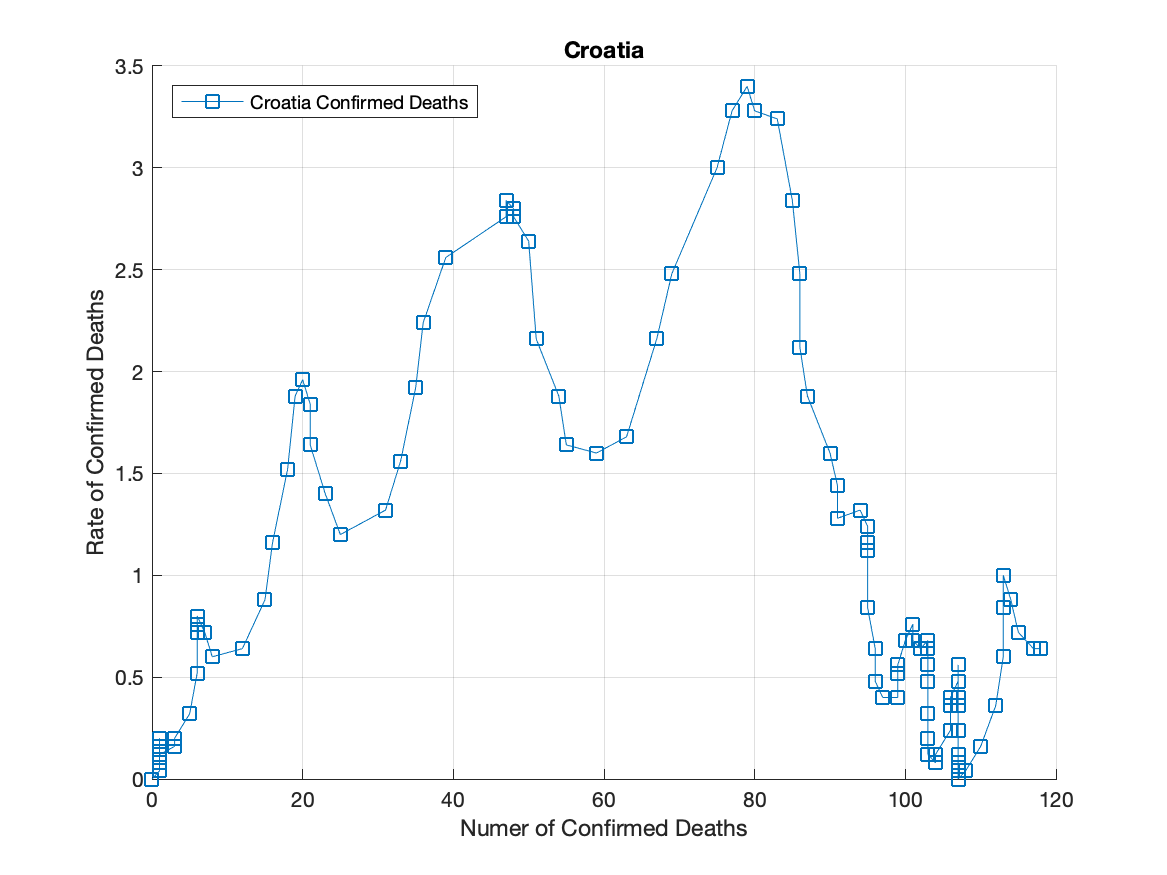 Croatia
Croatia Confirmed Deaths
Rate of Confirmed Deaths
3.5
3
2.5
2
1.5
1
0.5
0
0 20 40 60 80 100 120
Numer of Confirmed Deaths